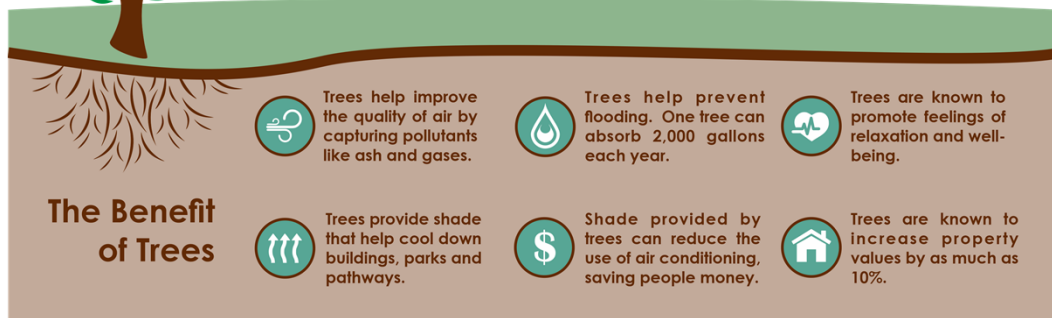 Trees help improve
the quality of air by
capturing pollutants
like ash and gases.
Trees help prevent
flooding. One tree can
absorb 2,000 gallons
each year.
Trees are known to
promote feelings of
relaxation and well-
being.
The Benefit
of Trees
Trees provide shade
that help cool down
buildings, parks and
pathways.
$
Shade provided by
trees can reduce the
use of air conditioning,
saving people money.
Trees are known to
increase property
values by as much as
10%.